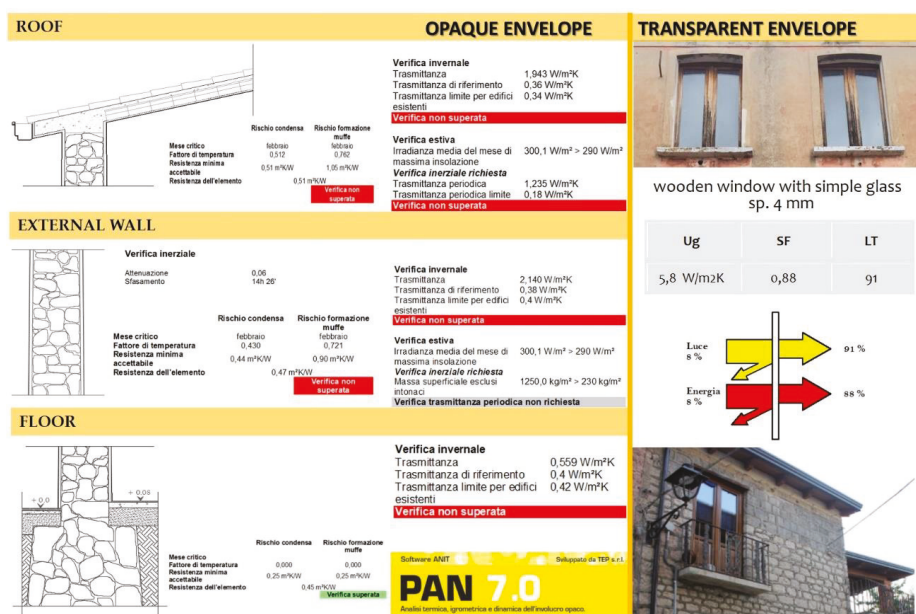 ROOF
OPAQUE ENVELOPE
Verifica invernale
Trasmittanza 1,943 W/m²K
Trasmittanza di riferimento 0,36 W/m²K
Trasmittanza limite per edifici 0,34 W/m²K
esistenti
Verifica non superata
Verifica estiva
Irradianza media del mese di 300,1 W/m² > 290 W/m²
massima insolazione
Verifica inerziale richiesta
Trasmittanza periodica 1,235 W/m²K
Trasmittanza periodica limite 0,18 W/m²K
Verifica non superata
Rischio condensa Rischio formazione
muffe
Mese critico febbraio febbraio
Fattore di temperatura 0,512 0,762
Resistenza minima
accettabile 0,51 m²K/W 1,05 m²K/W
Resistenza dell'elemento 0,51 m²K/W
Verifica non
superata
EXTERNAL WALL
Verifica inerziale
Attenuazione 0,06
Sfasamento 14h 26'
Rischio condensa Rischio formazione
muffe
Mese critico febbraio febbraio
Fattore di temperatura 0,430 0,721
Resistenza minima
accettabile 0,44 m²K/W 0,90 m²K/W
Resistenza dell'elemento 0,47 m²K/W
Verifica non
superata
Verifica invernale
Trasmittanza 2,140 W/m²K
Trasmittanza di riferimento 0,38 W/m²K
Trasmittanza limite per edifici 0,4 W/m²K
esistenti
Verifica non superata
Verifica estiva
Irradianza media del mese di 300,1 W/m² > 290 W/m²
massima insolazione
Verifica inerziale richiesta
Massa superficiale esclusi 1250,0 kg/m² > 230 kg/m²
intonaci
Verifica trasmittanza periodica non richiesta
FLOOR
+ 0,0
+ 0,05
Rischio condensa Rischio formazione
muffe
Mese critico
Fattore di temperatura 0,000 0,000
Resistenza minima
accettabile 0,25 m²K/W 0,25 m²K/W
Resistenza dell'elemento 0,45 m²K/W
Verifica superata
Verifica invernale
Trasmittanza 0,559 W/m²K
Trasmittanza di riferimento 0,4 W/m²K
Trasmittanza limite per edifici 0,42 W/m²K
esistenti
Verifica non superata
Software ANIT Sviluppato da TEP s.r.l.
PAN 7.0
Analisi termica, igrometrica e dinamica dell'involucro opaco.
TRANSPARENT ENVELOPE
wooden window with simple glass
sp. 4 mm
Ug SF LT
5,8 W/m2K 0,88 91
Luce
8 %
91 %
Energia
8 %
88 %